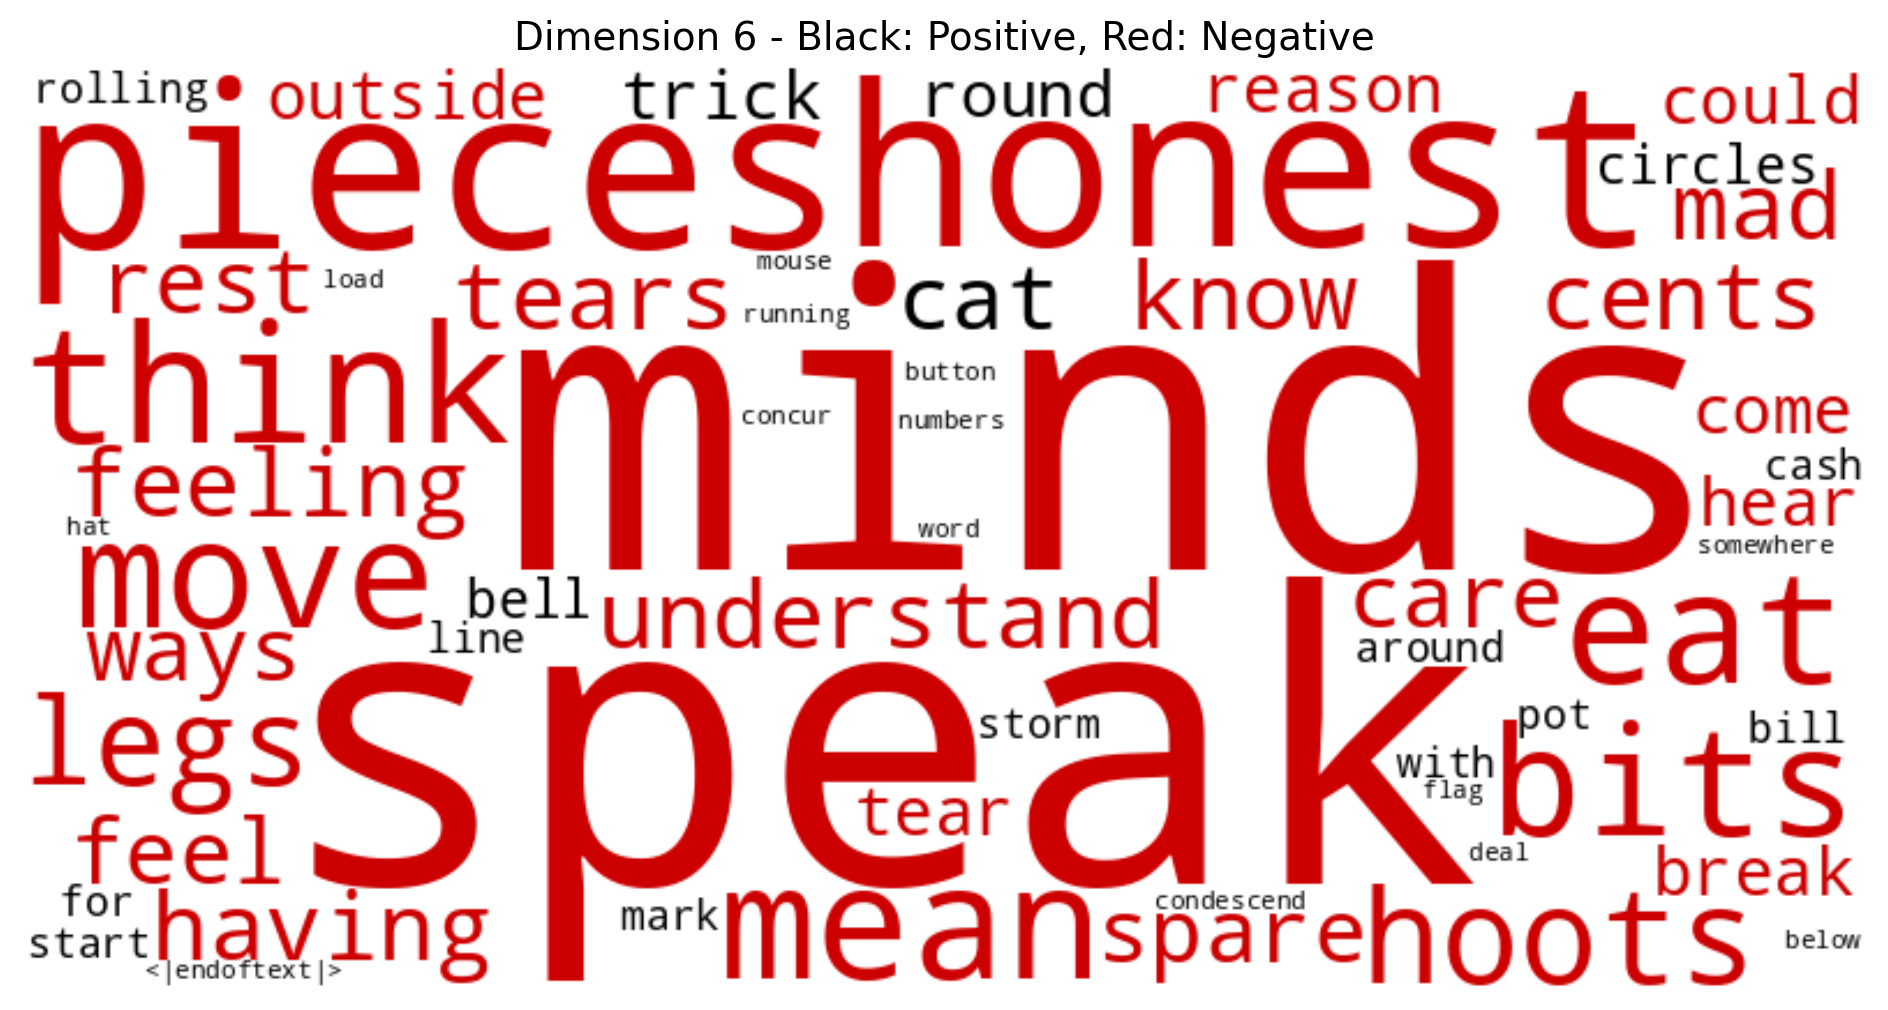 Dimension 6 - Black: Positive, Red: Negative
rolling outside trick round reason could
pieces honest circles mad
rest load tears mouse running cat know cents
think minds button concur numbers come
feeling cash hear
hat word somewhere
move bell understand care eat
ways line around
legs speak storm pot bill
with bits flag
feel tear deal break
for having mark mean condescend spare hoots
start below
<|endoftext|>